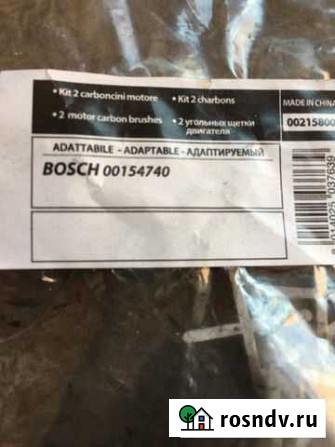 • Kit 2 carboncini motore
• Kit 2 charbons
• 2 motor carbon brushes
• 2 угольных щетки
двигателя
MADE IN CHINA
00215800
ADATTABILE - ADAPTABLE - АДАПТИРУЕМЫЙ
BOSCH 00154740
rosndv.ru